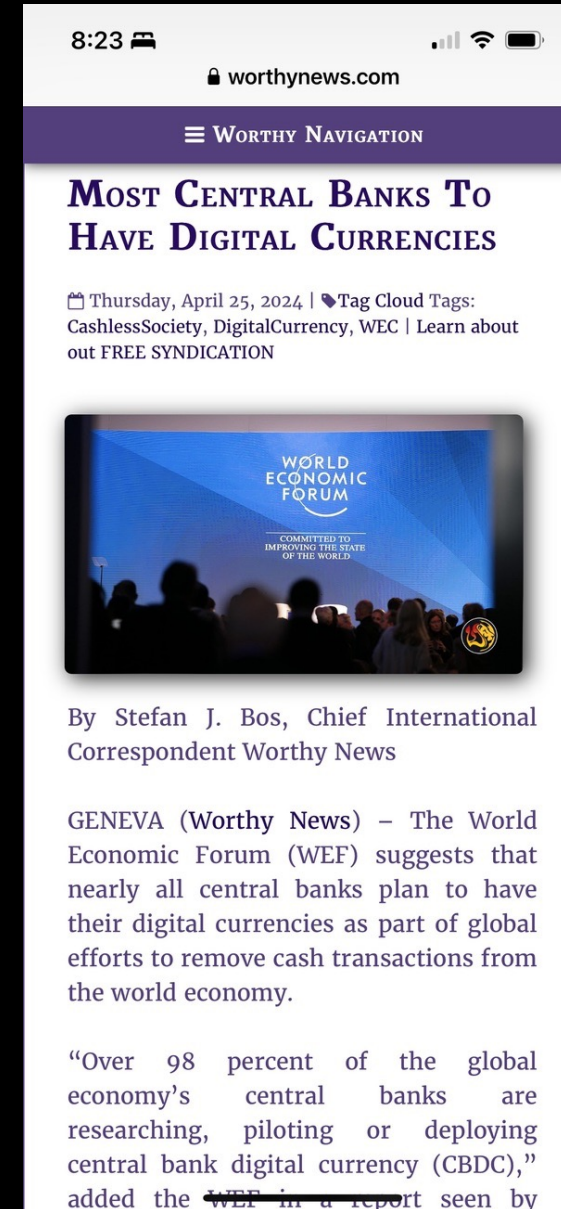 8:23
worthynews.com
☰ WORTHY NAVIGATION
MOST CENTRAL BANKS TO
HAVE DIGITAL CURRENCIES
Thursday, April 25, 2024 | Tag Cloud Tags:
CashlessSociety, DigitalCurrency, WEC | Learn about
out FREE SYNDICATION
WORLD
ECONOMIC
FORUM
COMMITTED TO
IMPROVING THE STATE
OF THE WORLD
By Stefan J. Bos, Chief International
Correspondent Worthy News
GENEVA (Worthy News) – The World
Economic Forum (WEF) suggests that
nearly all central banks plan to have
their digital currencies as part of global
efforts to remove cash transactions from
the world economy.
“Over 98 percent of the global
economy’s central banks are
researching, piloting or deploying
central bank digital currency (CBDC),”
added the WEF in a report seen by